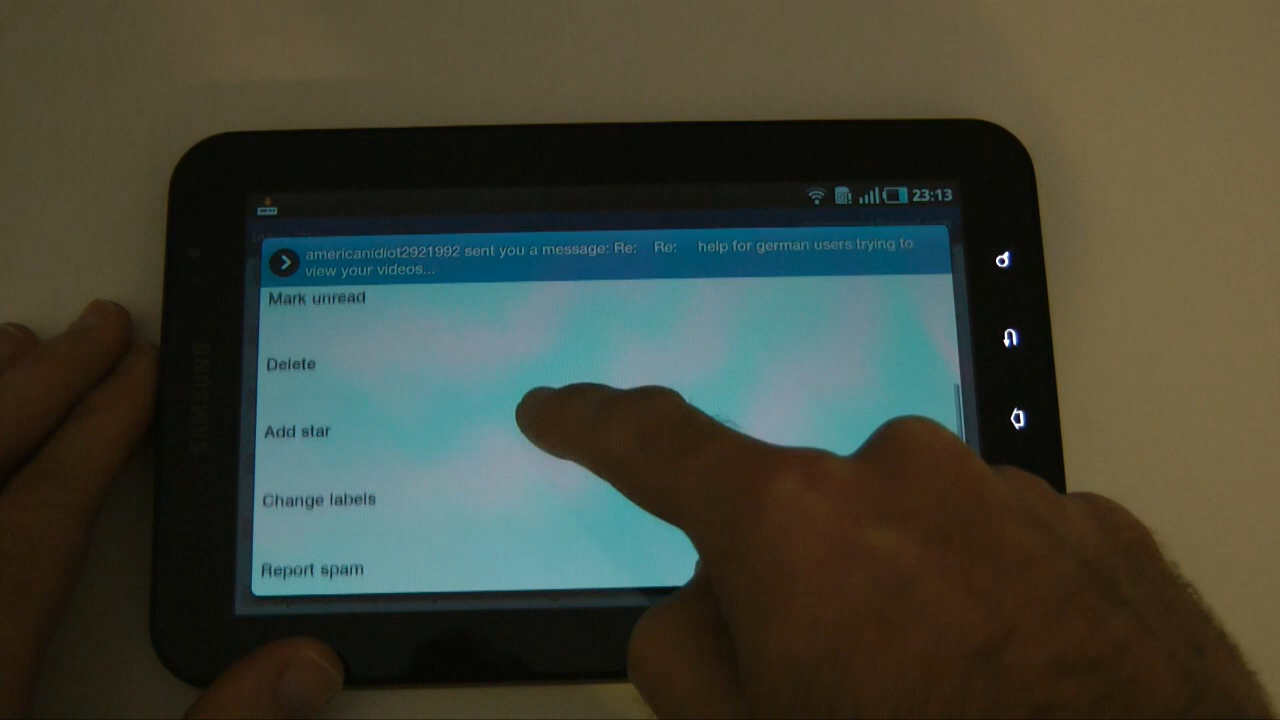 23:13
americanidiot2921992 sent you a message: Re: Re: help for german users trying to
view your videos...
Mark unread
Delete
Add star
Change labels
Report spam
SAMSUNG